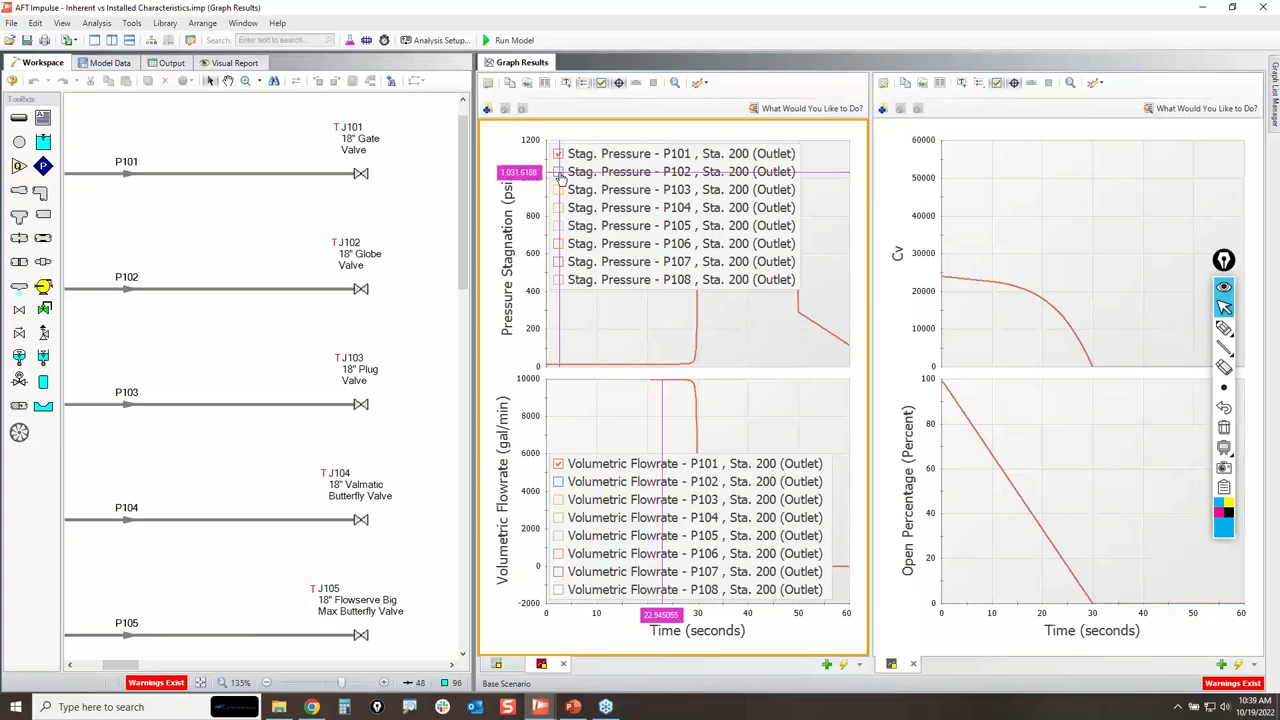 AFT Impulse - Inherent vs Installed Characteristics.imp (Graph Results)
File Edit View Analysis Tools Library Arrange Window Help
Search: Enter text to search... Analysis Setup... Run Model
Workspace Model Data Output Visual Report
Toolbox
J101
18" Gate
Valve
P101
J102
18" Globe
Valve
P102
J103
18" Plug
Valve
P103
J104
18" Valmatic
Butterfly Valve
P104
J105
18" Flowserve Big
Max Butterfly Valve
P105
Graph Results
What Would You Like to Do?
What Would You Like to Do?
Graph List Manager
1200
800
600
400
200
0
1,031.6188
Pressure Stagnation (psi
Stag. Pressure - P101 , Sta. 200 (Outlet)
Stag. Pressure - P102 , Sta. 200 (Outlet)
Stag. Pressure - P103 , Sta. 200 (Outlet)
Stag. Pressure - P104 , Sta. 200 (Outlet)
Stag. Pressure - P105 , Sta. 200 (Outlet)
Stag. Pressure - P106 , Sta. 200 (Outlet)
Stag. Pressure - P107 , Sta. 200 (Outlet)
Stag. Pressure - P108 , Sta. 200 (Outlet)
10000
8000
6000
4000
2000
0
-2000
Volumetric Flowrate (gal/min)
Volumetric Flowrate - P101 , Sta. 200 (Outlet)
Volumetric Flowrate - P102 , Sta. 200 (Outlet)
Volumetric Flowrate - P103 , Sta. 200 (Outlet)
Volumetric Flowrate - P104 , Sta. 200 (Outlet)
Volumetric Flowrate - P105 , Sta. 200 (Outlet)
Volumetric Flowrate - P106 , Sta. 200 (Outlet)
Volumetric Flowrate - P107 , Sta. 200 (Outlet)
Volumetric Flowrate - P108 , Sta. 200 (Outlet)
0 10 30 40 50 60
22.945055
Time (seconds)
60000
50000
40000
30000
20000
10000
0
Cv
100
80
60
40
20
0
Open Percentage (Percent)
0 10 20 30 40 50 60
Time (seconds)
Warnings Exist 135% 48 96
Base Scenario Warnings Exist
Type here to search
10:39 AM
10/19/2022